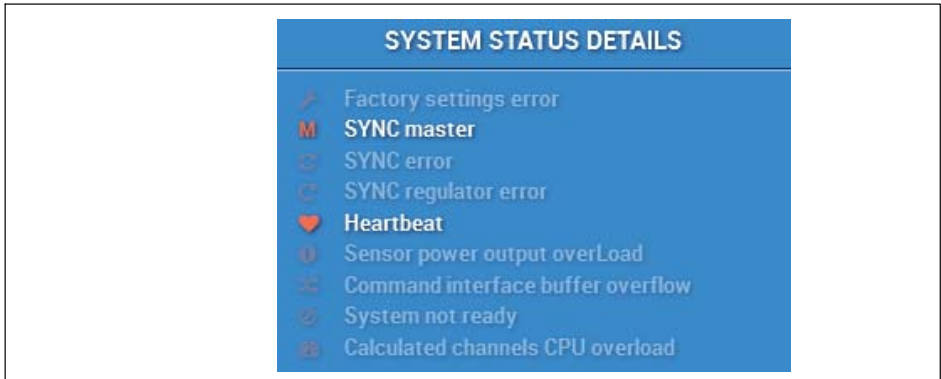 SYSTEM STATUS DETAILS
Factory settings error
M SYNC master
SYNC error
SYNC regulator error
Heartbeat
Sensor power output overLoad
Command interface buffer overflow
System not ready
Calculated channels CPU overload